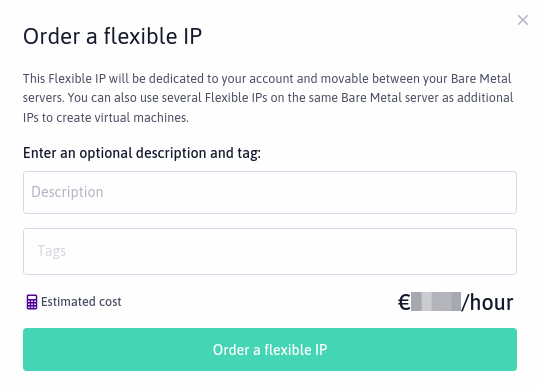 Order a flexible IP
This Flexible IP will be dedicated to your account and movable between your Bare Metal
servers. You can also use several Flexible IPs on the same Bare Metal server as additional
IPs to create virtual machines.
Enter an optional description and tag:
Description
Tags
Estimated cost
€ /hour
Order a flexible IP